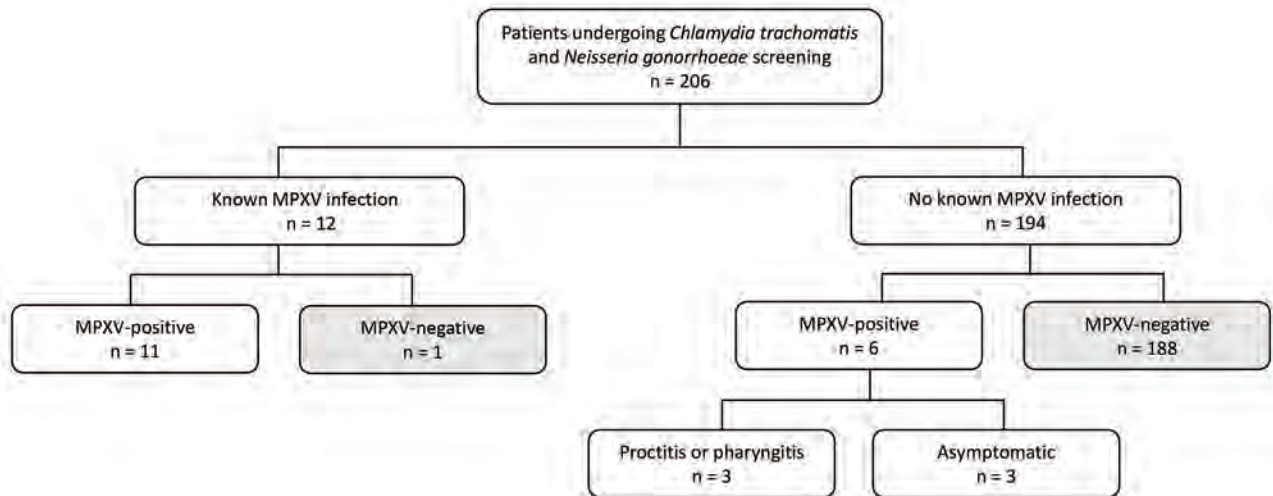 Patients undergoing Chlamydia trachomatis
and Neisseria gonorrhoeae screening
n = 206
Known MPXV infection
n = 12
No known MPXV infection
n = 194
MPXV-positive
n = 11
MPXV-negative
n = 1
MPXV-positive
n = 6
MPXV-negative
n = 188
Proctitis or pharyngitis
n = 3
Asymptomatic
n = 3